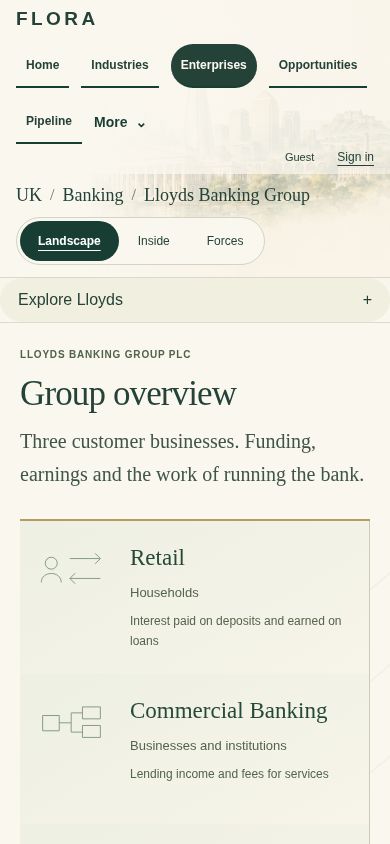 FLORA
Home
Industries
Enterprises
Opportunities
Pipeline
More
Guest
Sign in
UK / Banking / Lloyds Banking Group
Landscape
Inside
Forces
Explore Lloyds
+
LLOYDS BANKING GROUP PLC
Group overview
Three customer businesses. Funding,
earnings and the work of running the bank.
Retail
Households
Interest paid on deposits and earned on
loans
Commercial Banking
Businesses and institutions
Lending income and fees for services